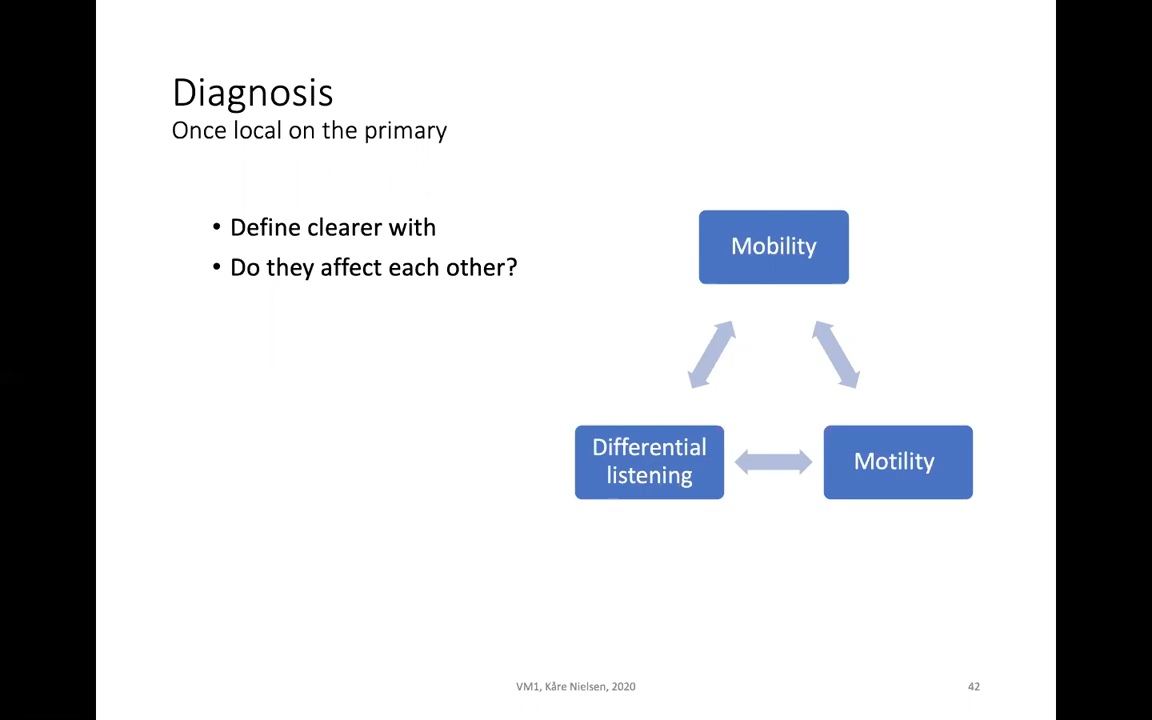 Diagnosis
Once local on the primary
• Define clearer with
• Do they affect each other?
Mobility
Differential
listening
Motility
VM1, Kåre Nielsen, 2020
42